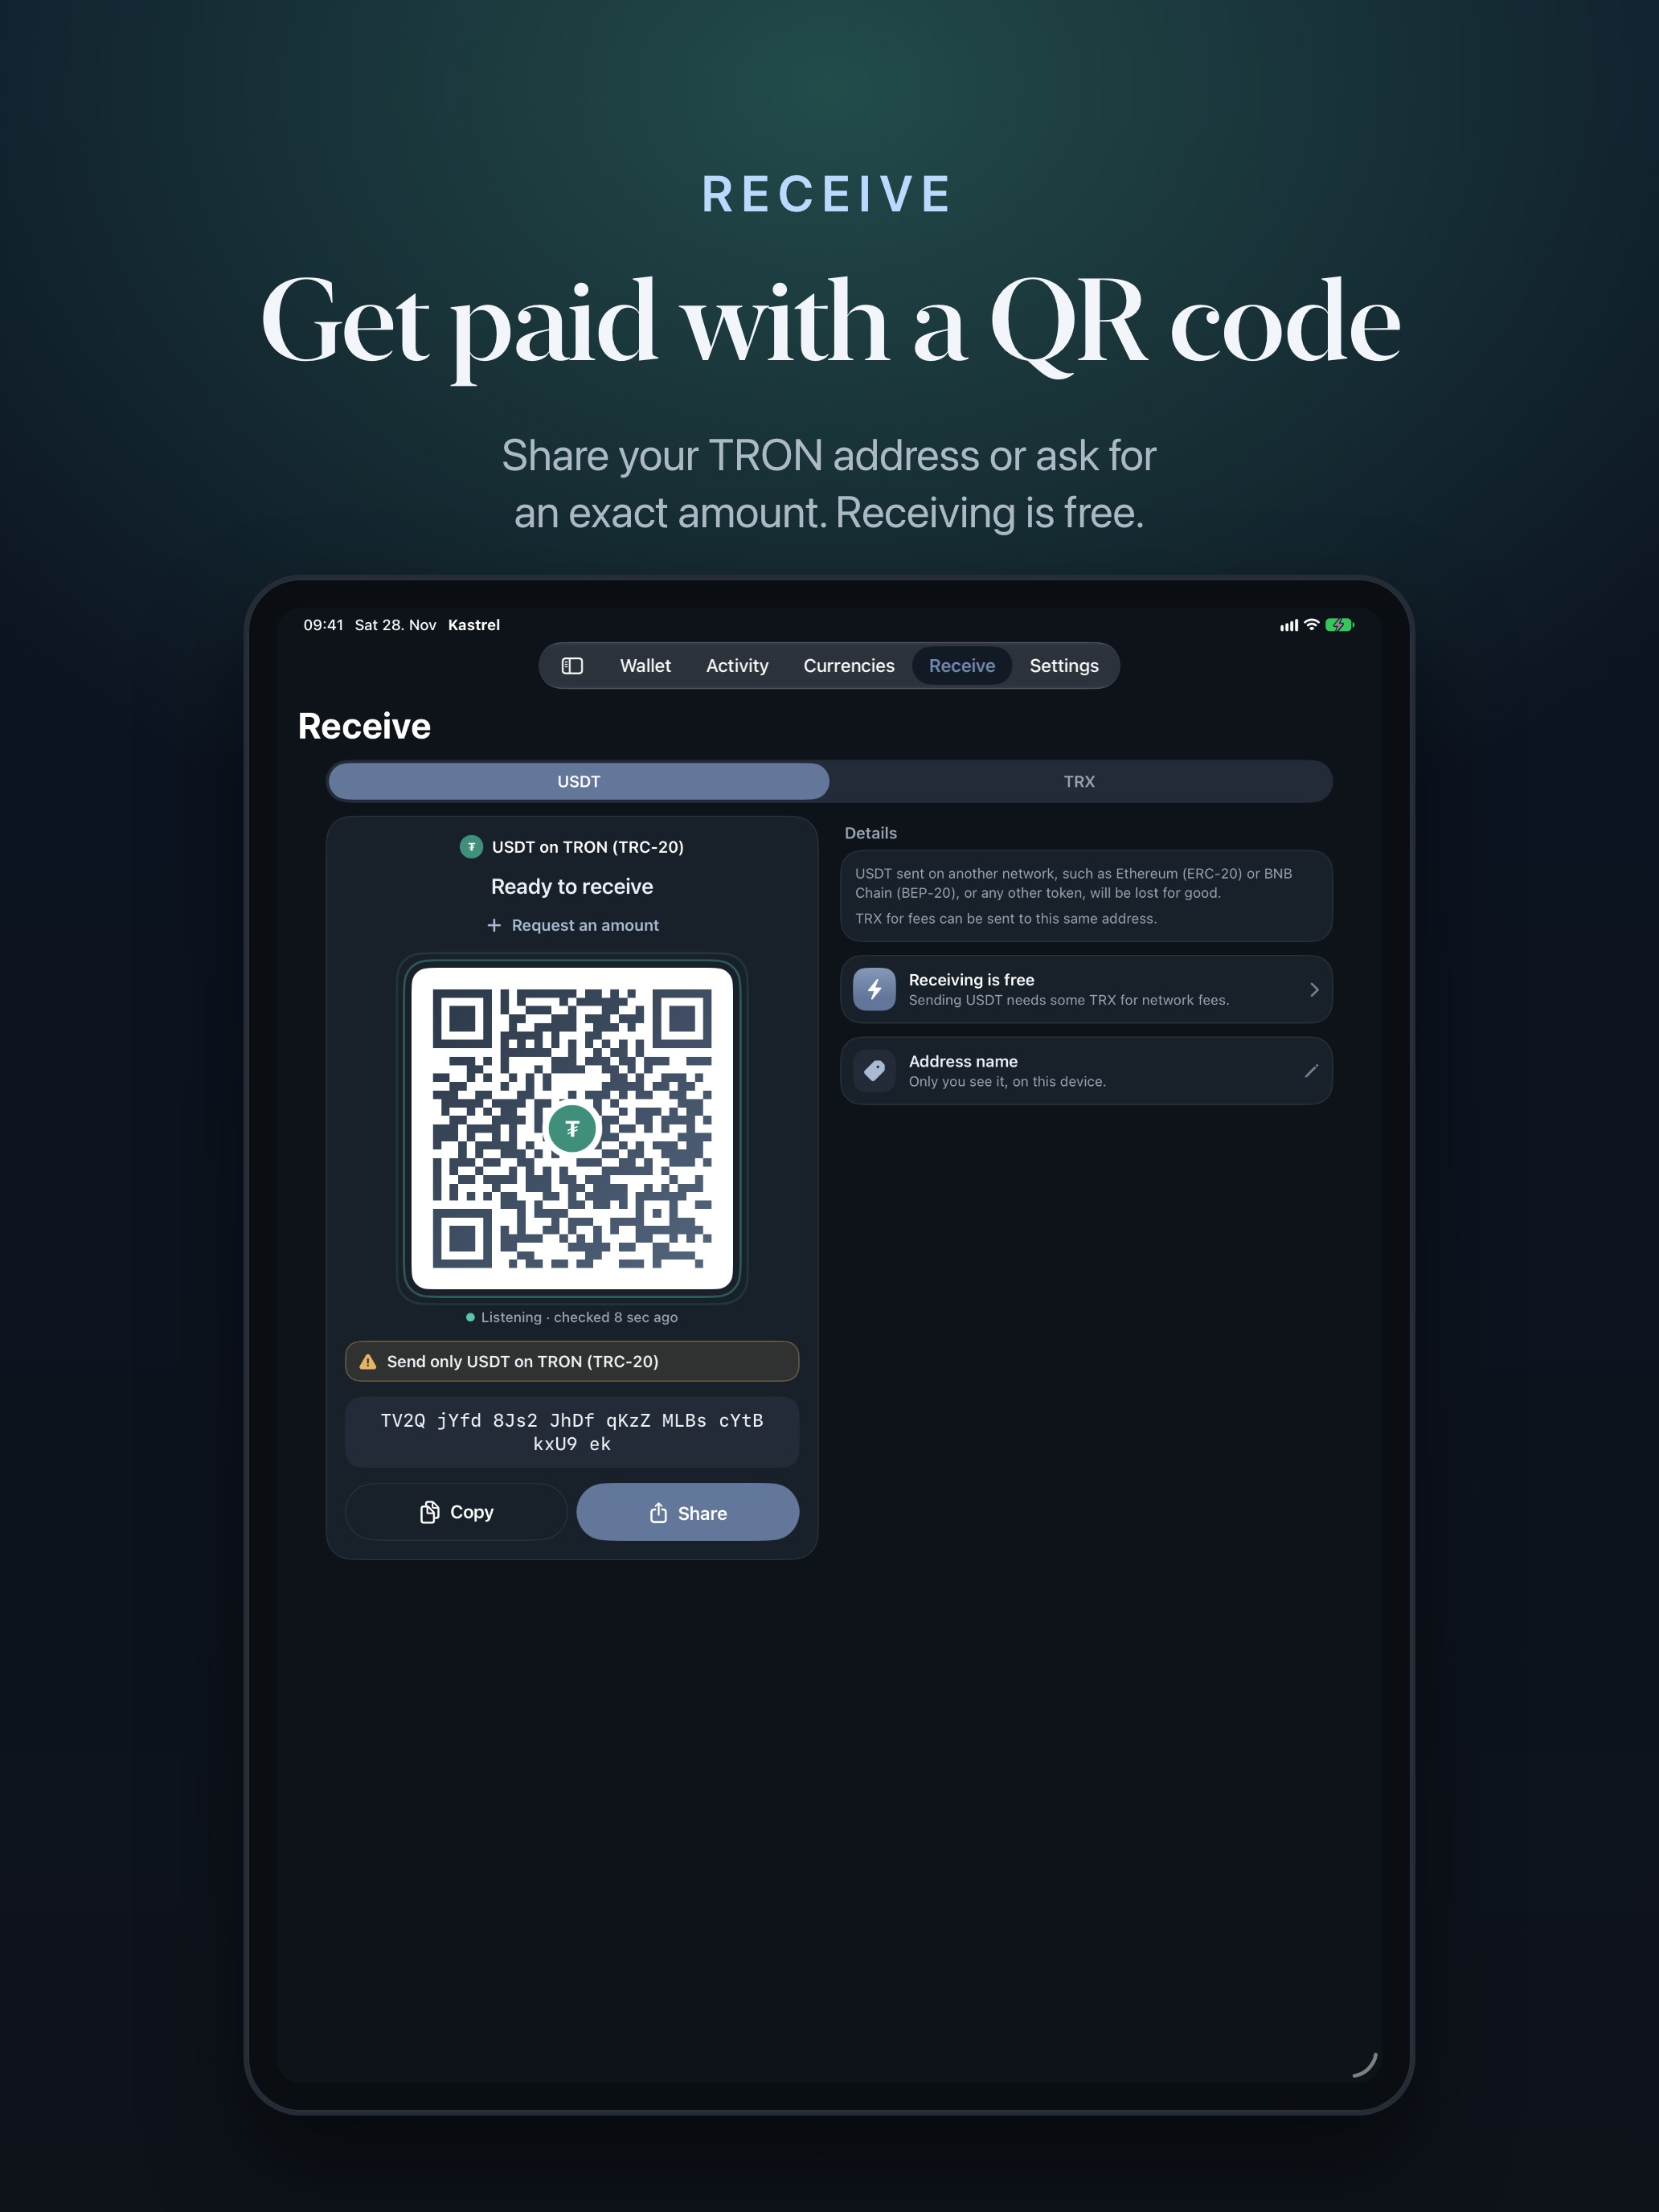 RECEIVE
Get paid with a QR code
Share your TRON address or ask for
an exact amount. Receiving is free.
09:41 Sat 28. Nov Kastrel
Wallet Activity Currencies Receive Settings
Receive
USDT TRX
USDT on TRON (TRC-20)
Ready to receive
+ Request an amount
Listening · checked 8 sec ago
Send only USDT on TRON (TRC-20)
TV2Q jYfd 8Js2 JhDf qKzZ MLBs cYtB
kxU9 ek
Copy Share
Details
USDT sent on another network, such as Ethereum (ERC-20) or BNB
Chain (BEP-20), or any other token, will be lost for good.
TRX for fees can be sent to this same address.
Receiving is free
Sending USDT needs some TRX for network fees.
Address name
Only you see it, on this device.